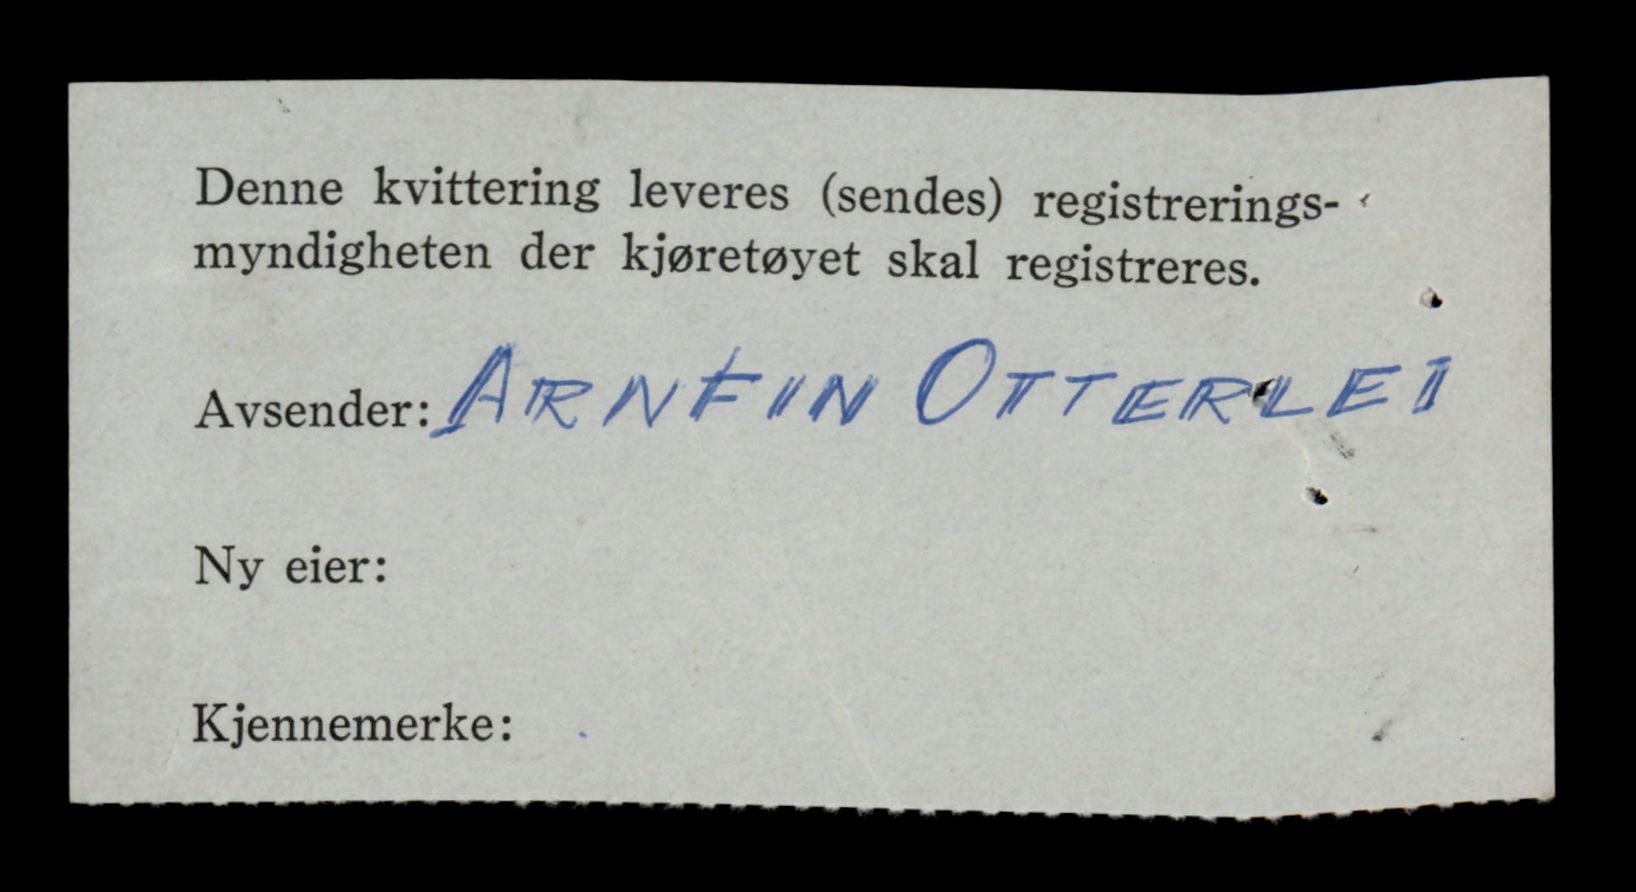 Denne kvittering leveres (sendes) registrerings-
myndigheten der kjøretøyet skal registreres.
Avsender: ARNFIN OTTERLEI
Ny eier:
Kjennemerke: